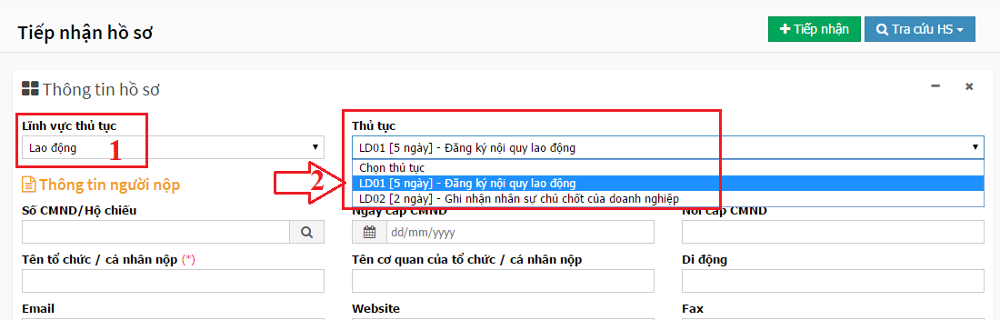 Tiếp nhận hồ sơ
Tiếp nhận
Tra cứu HS
Thông tin hồ sơ
Lĩnh vực thủ tục
Thủ tục
Lao động
1
LD01 [5 ngày] - Đăng ký nội quy lao động
Chọn thủ tục
2
LD01 [5 ngày] - Đăng ký nội quy lao động
LD02 [2 ngày] - Ghi nhận nhân sự chủ chốt của doanh nghiệp
Thông tin người nộp
Số CMND/Hộ chiếu
Ngày cấp CMND
Nơi cấp CMND
dd/mm/yyyy
Tên tổ chức / cá nhân nộp (*)
Tên cơ quan của tổ chức / cá nhân nộp
Di động
Email
Website
Fax